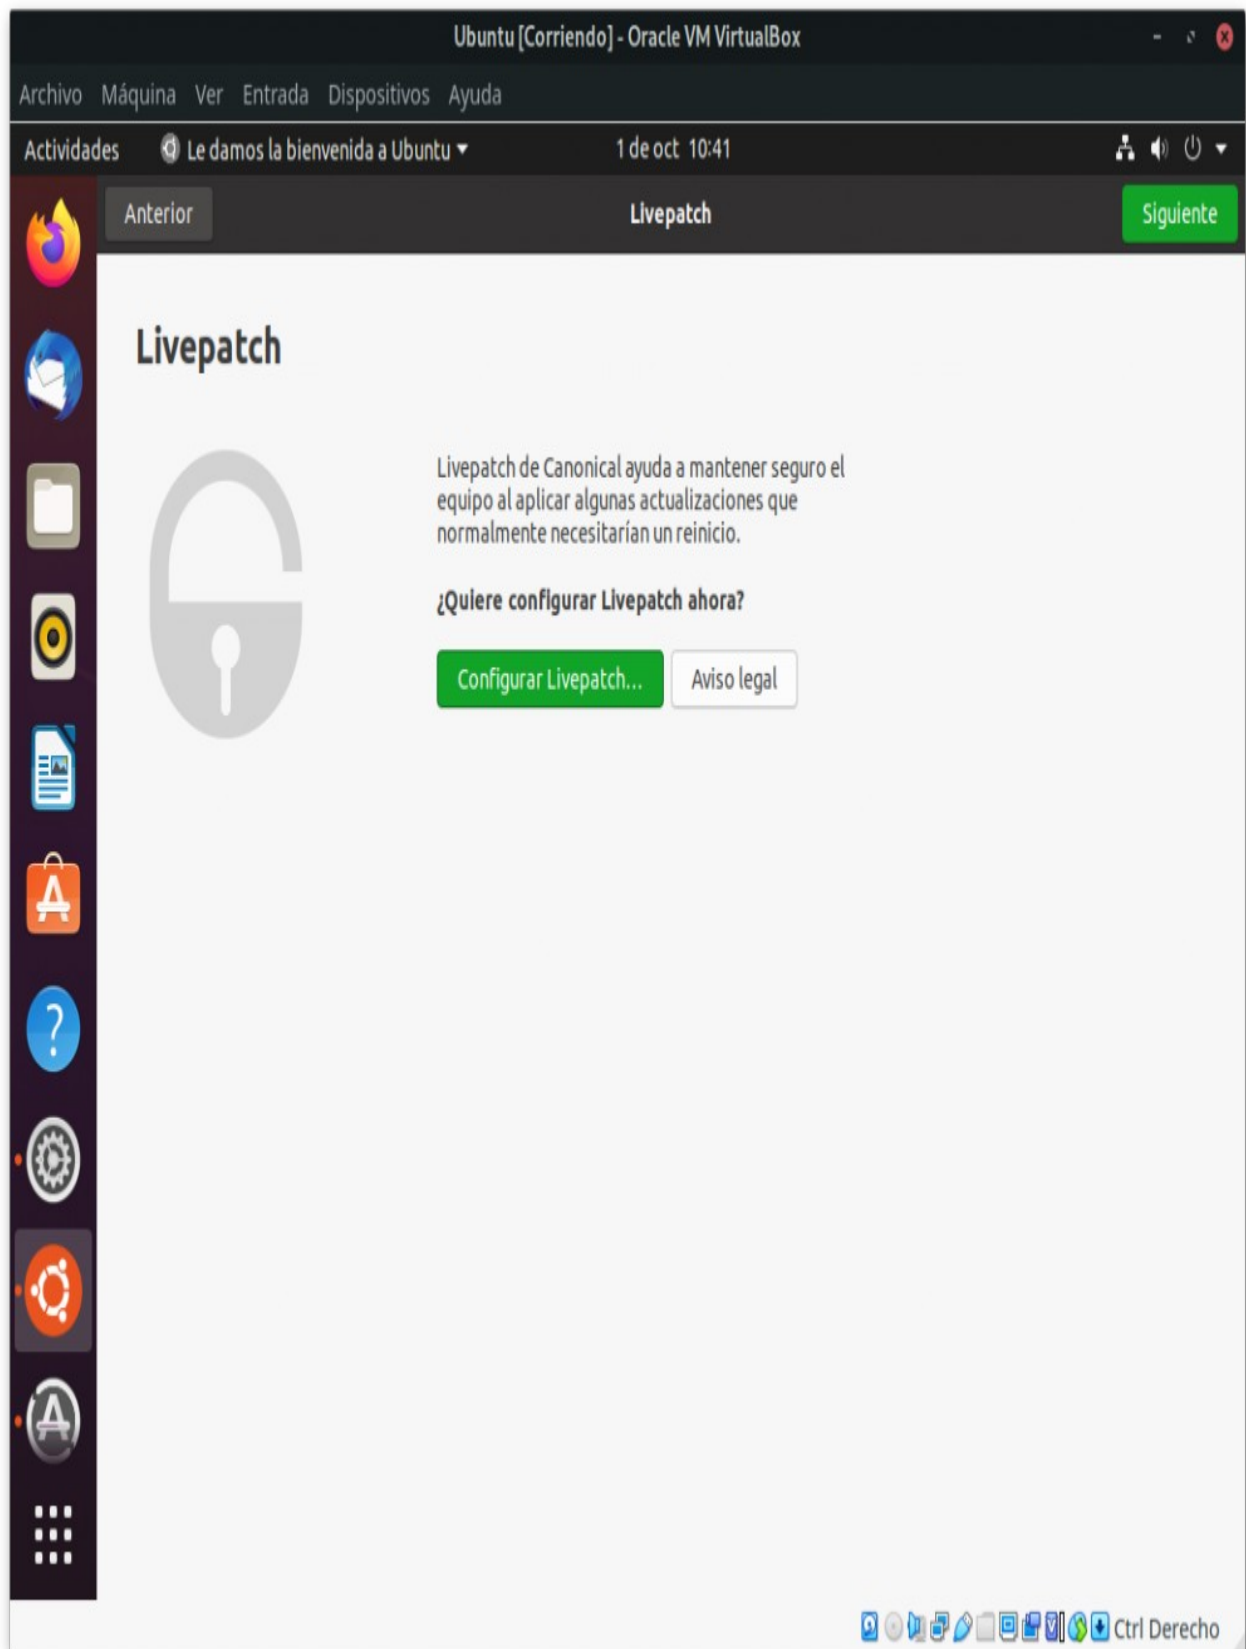 Ubuntu [Corriendo] - Oracle VM VirtualBox
Archivo Máquina Ver Entrada Dispositivos Ayuda
Actividades Le damos la bienvenida a Ubuntu 1 de oct 10:41
Anterior Livepatch Siguiente
Livepatch
Livepatch de Canonical ayuda a mantener seguro el
equipo al aplicar algunas actualizaciones que
normalmente necesitarían un reinicio.
¿Quiere configurar Livepatch ahora?
Configurar Livepatch... Aviso legal
Ctrl Derecho